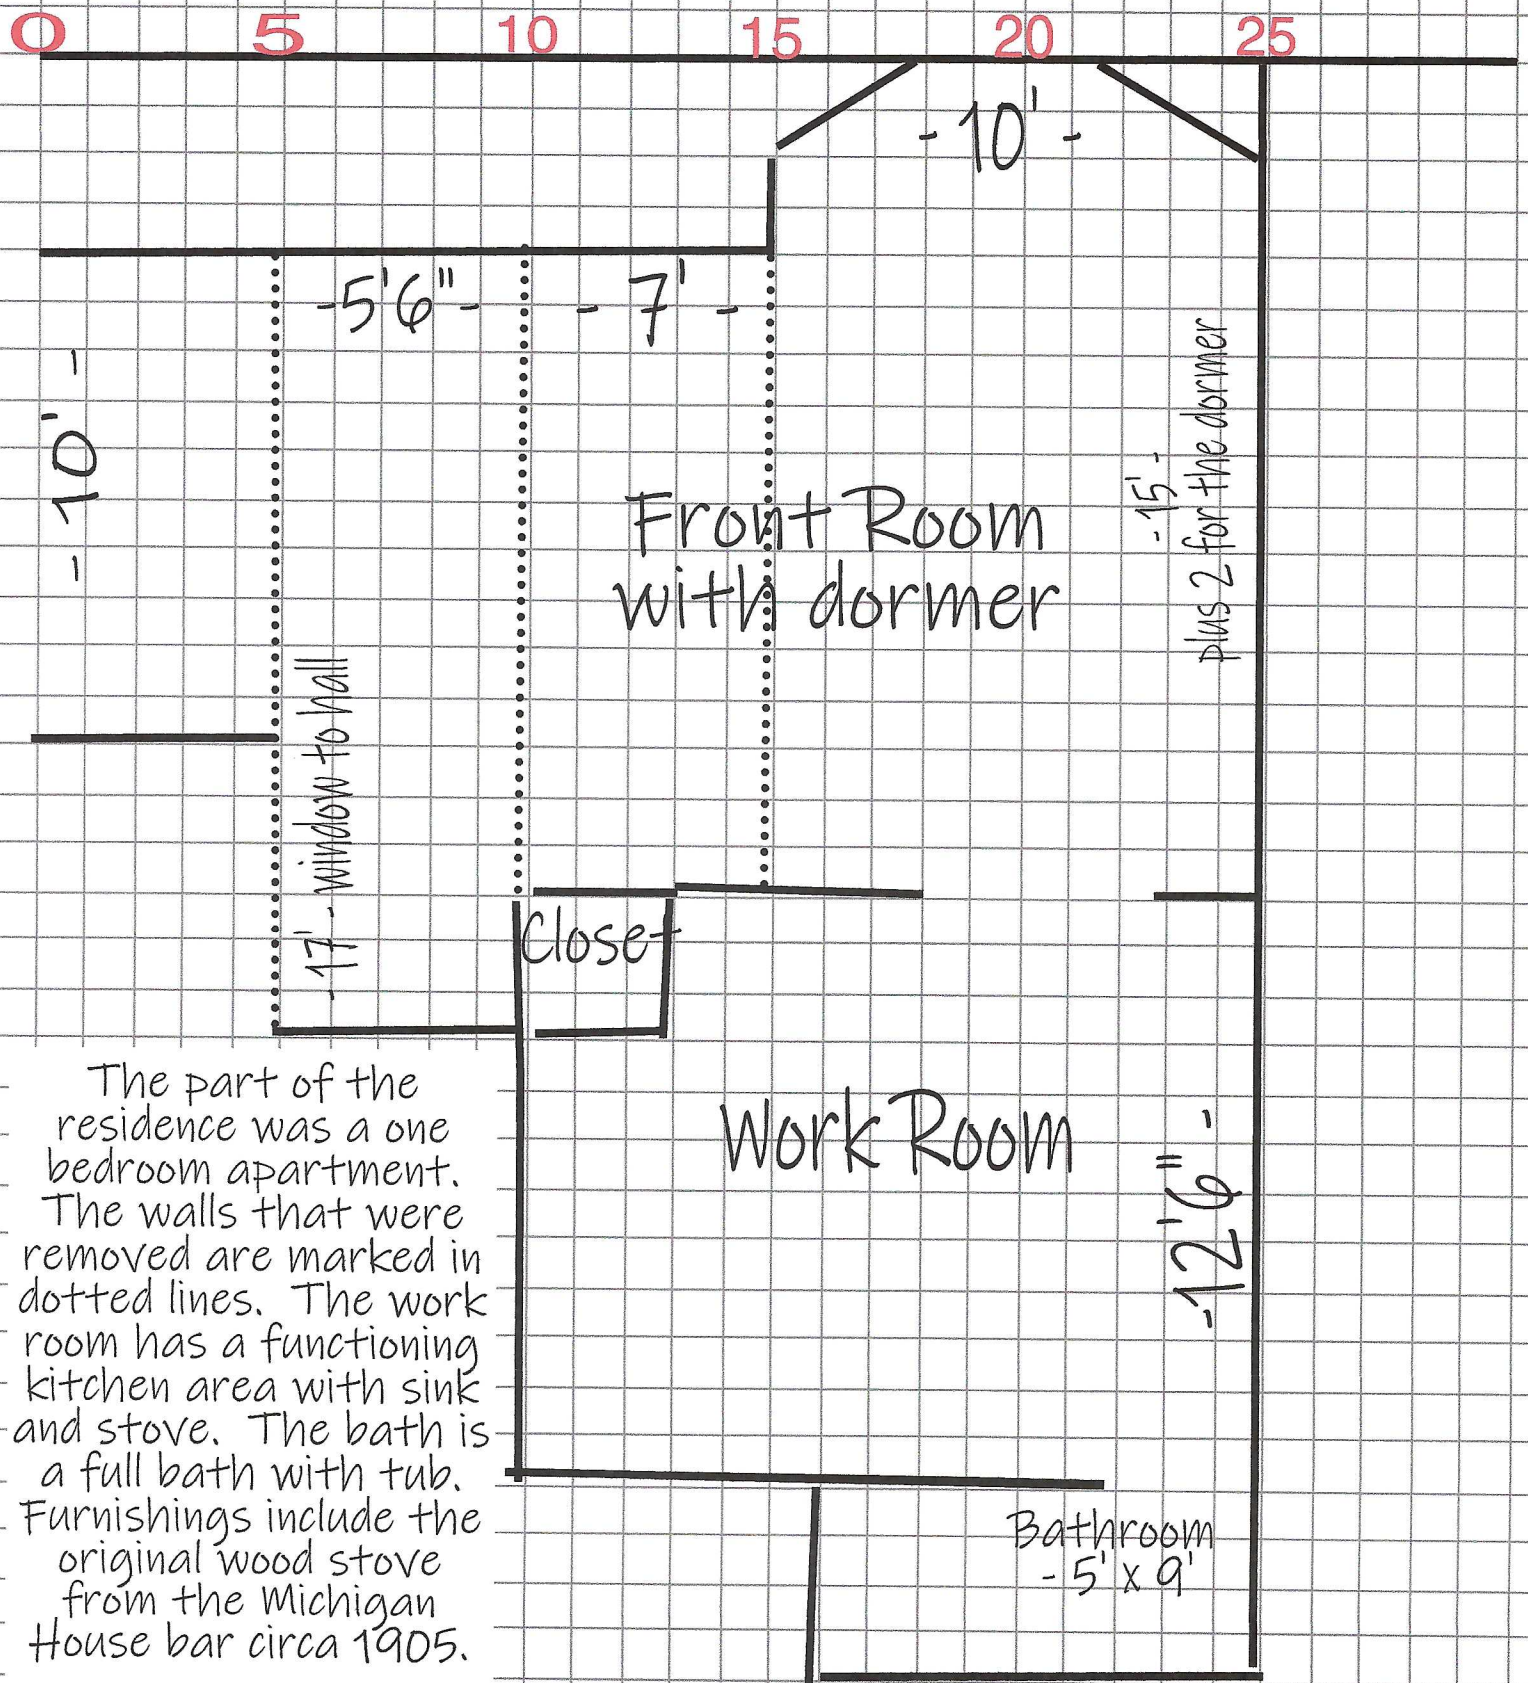 0 5 10 15 20 25
- 10' -
-5'6"- - 7' -
- 10' -
-15'-
plus 2 for the dormer
Front Room
with dormer
-17'- window to hall
Closet
Work Room
-12'6" -
The part of the
residence was a one
bedroom apartment.
The walls that were
removed are marked in
dotted lines. The work
room has a functioning
kitchen area with sink
and stove. The bath is
a full bath with tub.
Furnishings include the
original wood stove
from the Michigan
House bar circa 1905.
Bathroom
- 5' x 9'